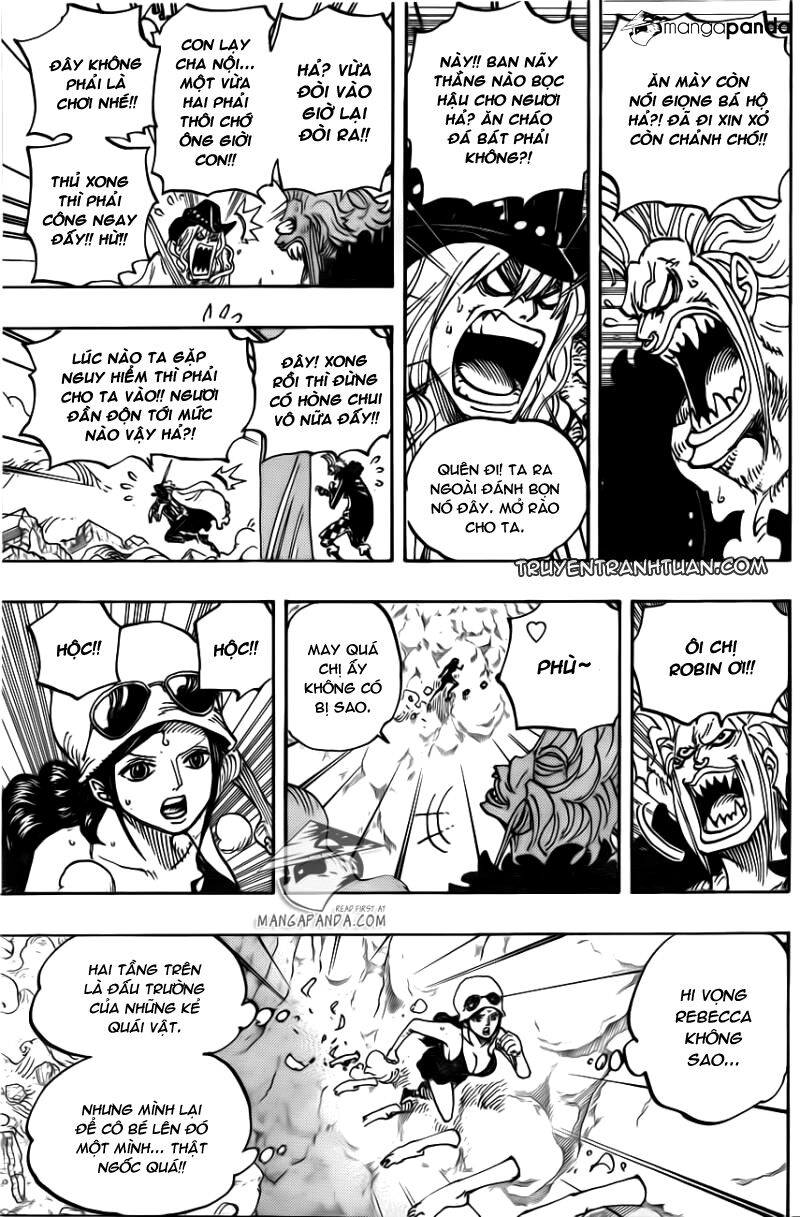 mangapanda
ĂN MÀY CÒN
NÓI GIỌNG BÁ HỘ
HẢ?! ĐÃ ĐI XIN XỎ
CÒN CHẢNH CHÓ!!
NÀY!! BAN NÃY
THẰNG NÀO BỌC
HẬU CHO NGƯƠI
HẢ? ĂN CHÁO
ĐÁ BÁT PHẢI
KHÔNG?!
QUÊN ĐI! TA RA
NGOÀI ĐÁNH BỌN
NÓ ĐÂY. MỞ RÀO
CHO TA.
HẢ? VỪA
ĐÒI VÀO
GIỜ LẠI
ĐÒI RA!!
CON LẠY
CHA NỘI...
MỘT VỪA
HAI PHẢI
THÔI CHỚ
ÔNG GIỜI
CON!!
ĐÂY KHÔNG
PHẢI LÀ
CHƠI NHÉ!!
THỦ XONG
THÌ PHẢI
CÔNG NGAY
ĐẤY!! HỪ!!
ĐÂY! XONG
RỒI THÌ ĐỪNG
CÓ HÒNG CHUI
VÔ NỮA ĐẤY!!
LÚC NÀO TA GẶP
NGUY HIỂM THÌ PHẢI
CHO TA VÀO!! NGƯƠI
ĐẦN ĐỘN TỚI MỨC
NÀO VẬY HẢ?!
TRUYENTRANHTUAN.COM
ÔI CHỊ
ROBIN ƠI!!
PHÙ~
MAY QUÁ
CHỊ ẤY
KHÔNG CÓ
BỊ SAO.
HỘC!!
HỘC!!
READ FIRST AT
MANGAPANDA.COM
HI VỌNG
REBECCA
KHÔNG
SAO...
HAI TẦNG TRÊN
LÀ ĐẤU TRƯỜNG
CỦA NHỮNG KẺ
QUÁI VẬT.
NHƯNG MÌNH LẠI
ĐỂ CÔ BÉ LÊN ĐÓ
MỘT MÌNH... THẬT
NGỐC QUÁ!!